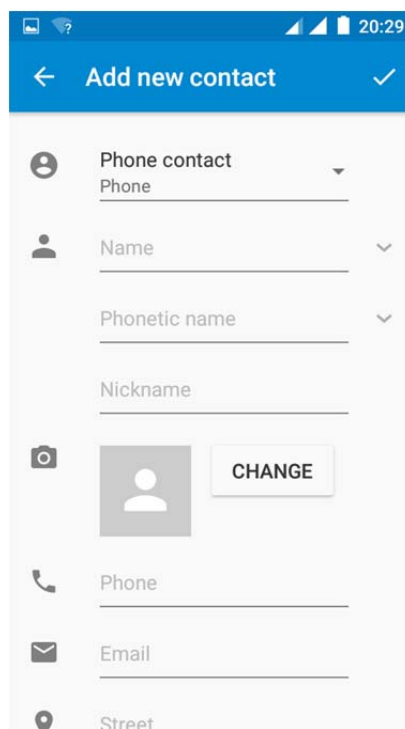 20:29
Add new contact
Phone contact
Phone
Name
Phonetic name
Nickname
CHANGE
Phone
Email
Street